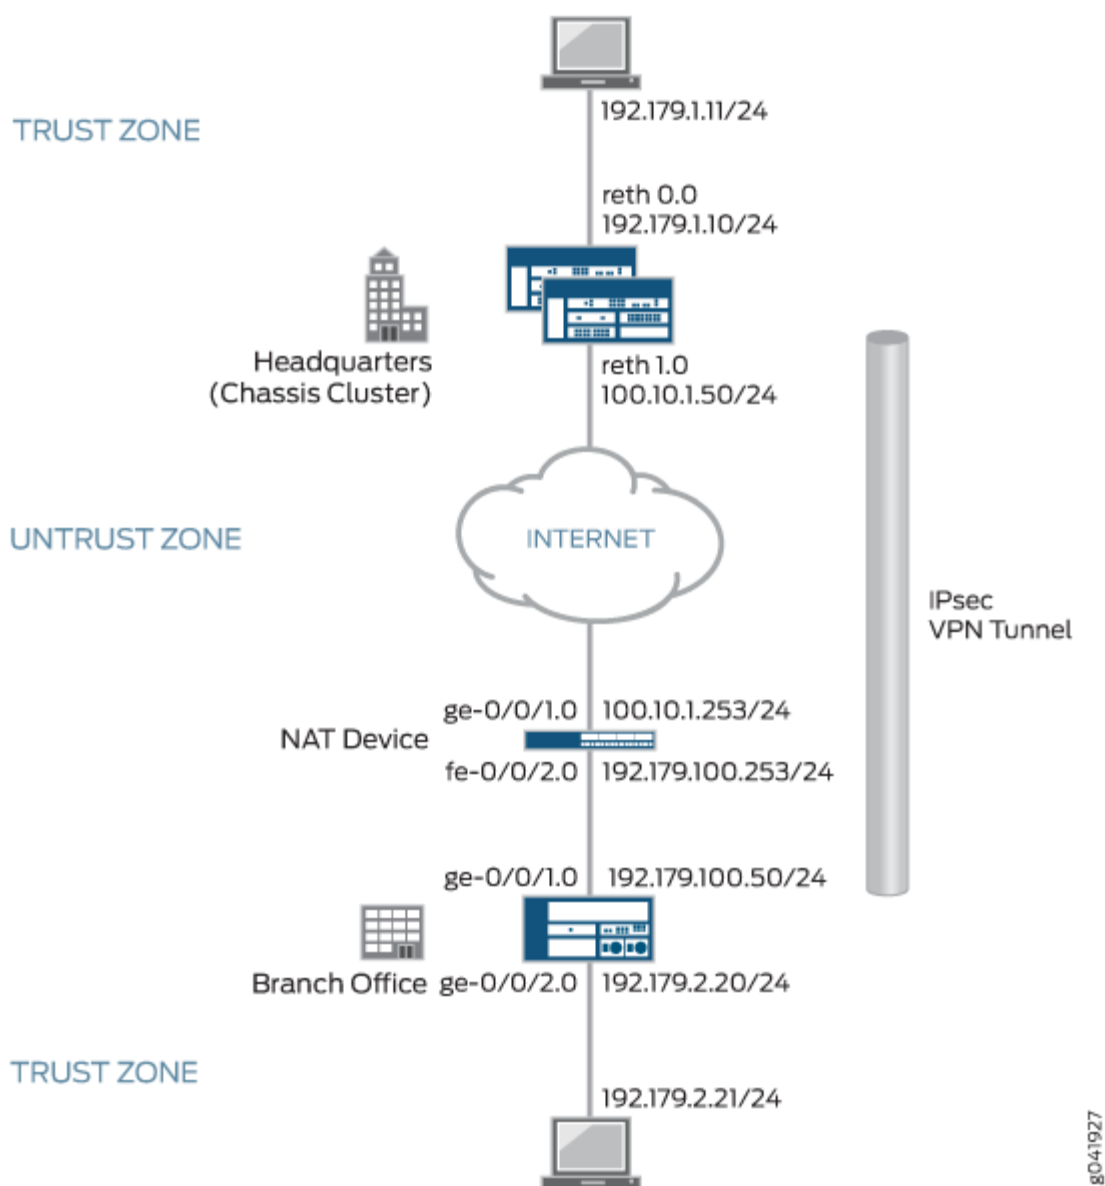 192.179.1.11/24
TRUST ZONE
reth 0.0
192.179.1.10/24
Headquarters
(Chassis Cluster)
reth 1.0
100.10.1.50/24
UNTRUST ZONE
INTERNET
IPsec
VPN Tunnel
ge-0/0/1.0 100.10.1.253/24
NAT Device
fe-0/0/2.0 192.179.100.253/24
ge-0/0/1.0 192.179.100.50/24
Branch Office ge-0/0/2.0 192.179.2.20/24
TRUST ZONE
192.179.2.21/24
g041927